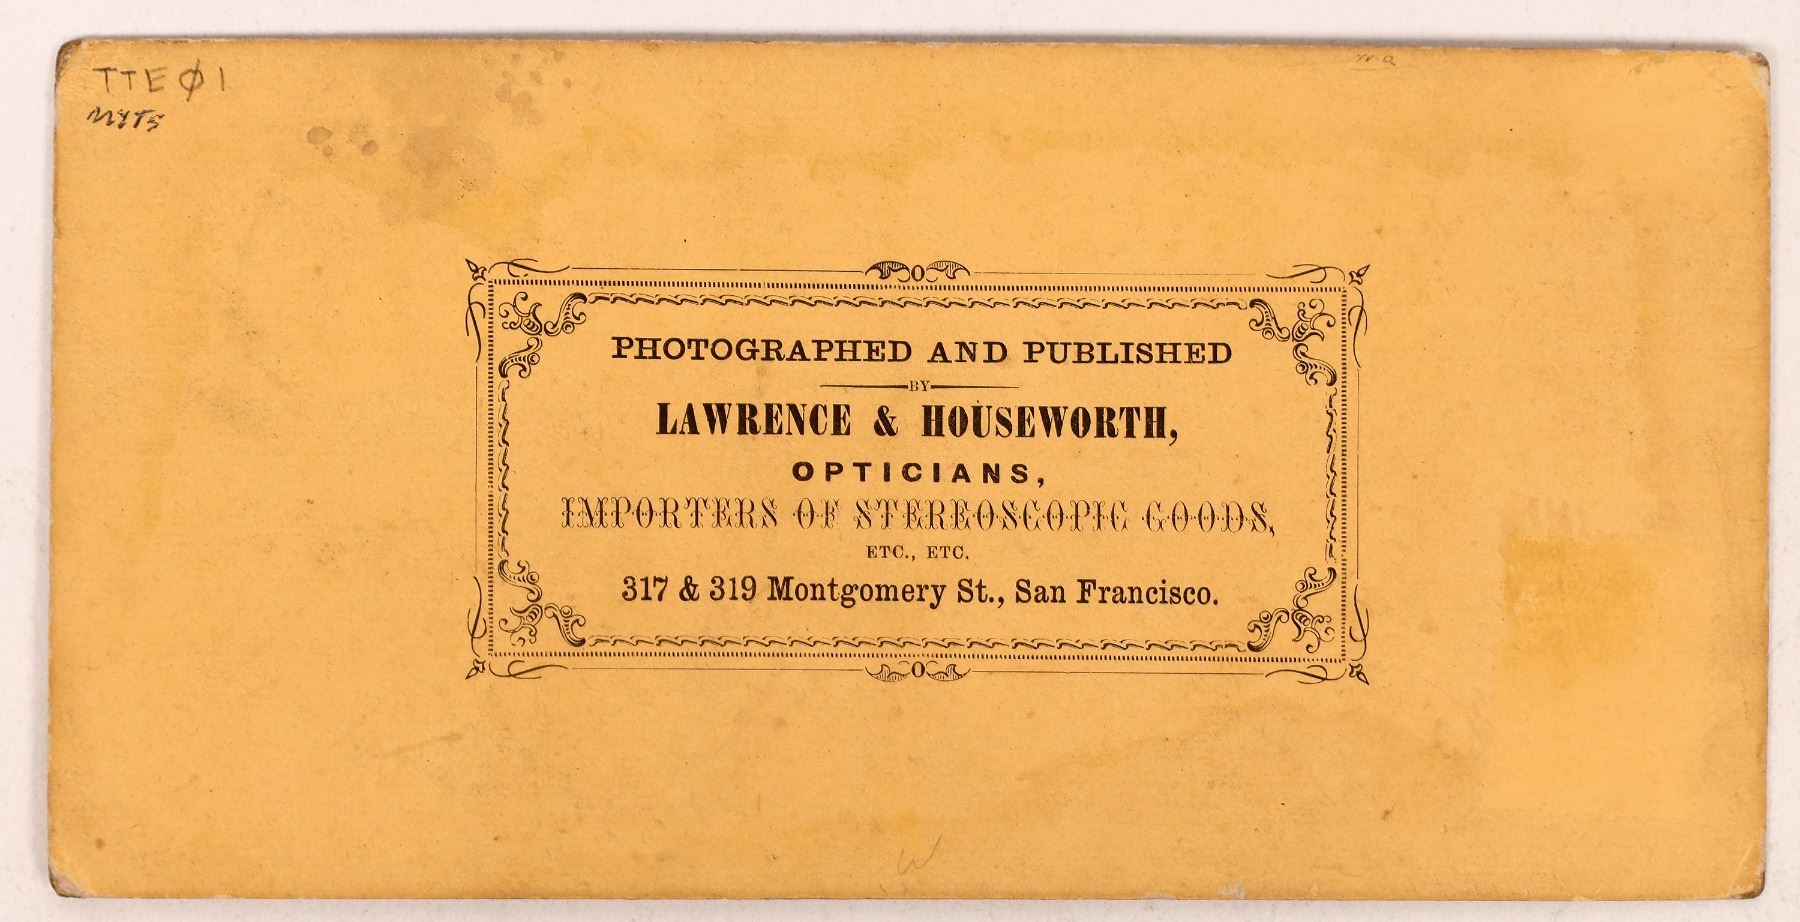 TTEØ1
PHOTOGRAPHED AND PUBLISHED
BY
LAWRENCE & HOUSEWORTH,
OPTICIANS,
IMPORTERS OF STEREOSCOPIC GOODS,
ETC., ETC.
317 & 319 Montgomery St., San Francisco.
W